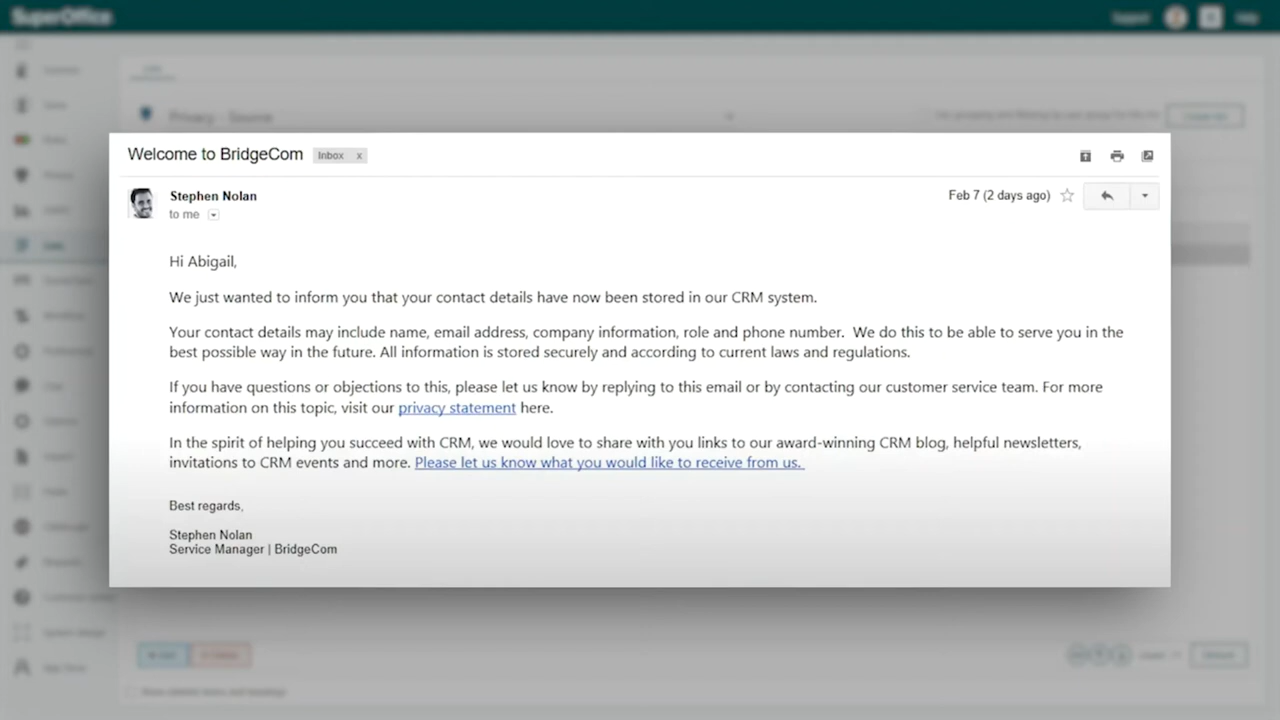 SuperOffice
Support
Help
Privacy - Source
Welcome to BridgeCom
Inbox x
Stephen Nolan
Feb 7 (2 days ago)
to me
Hi Abigail,
We just wanted to inform you that your contact details have now been stored in our CRM system.
Your contact details may include name, email address, company information, role and phone number.  We do this to be able to serve you in the
best possible way in the future. All information is stored securely and according to current laws and regulations.
If you have questions or objections to this, please let us know by replying to this email or by contacting our customer service team. For more
information on this topic, visit our privacy statement here.
In the spirit of helping you succeed with CRM, we would love to share with you links to our award-winning CRM blog, helpful newsletters,
invitations to CRM events and more. Please let us know what you would like to receive from us.
Best regards,
Stephen Nolan
Service Manager | BridgeCom